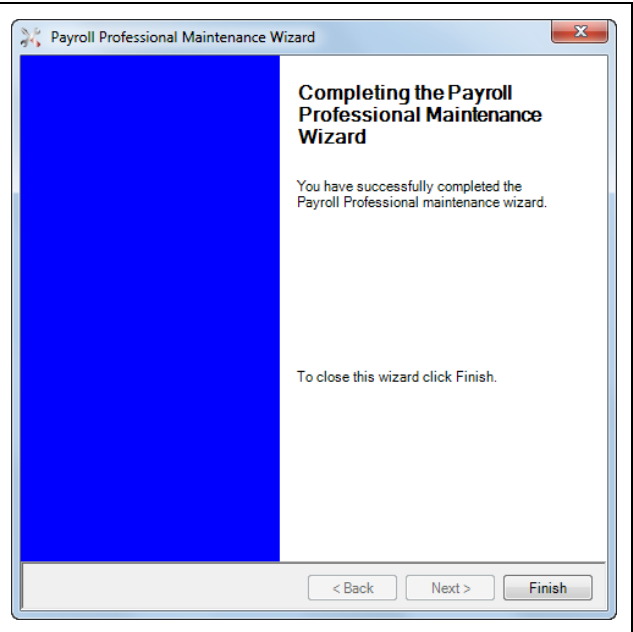 Payroll Professional Maintenance Wizard
Completing the Payroll
Professional Maintenance
Wizard
You have successfully completed the
Payroll Professional maintenance wizard.
To close this wizard click Finish.
< Back Next > Finish